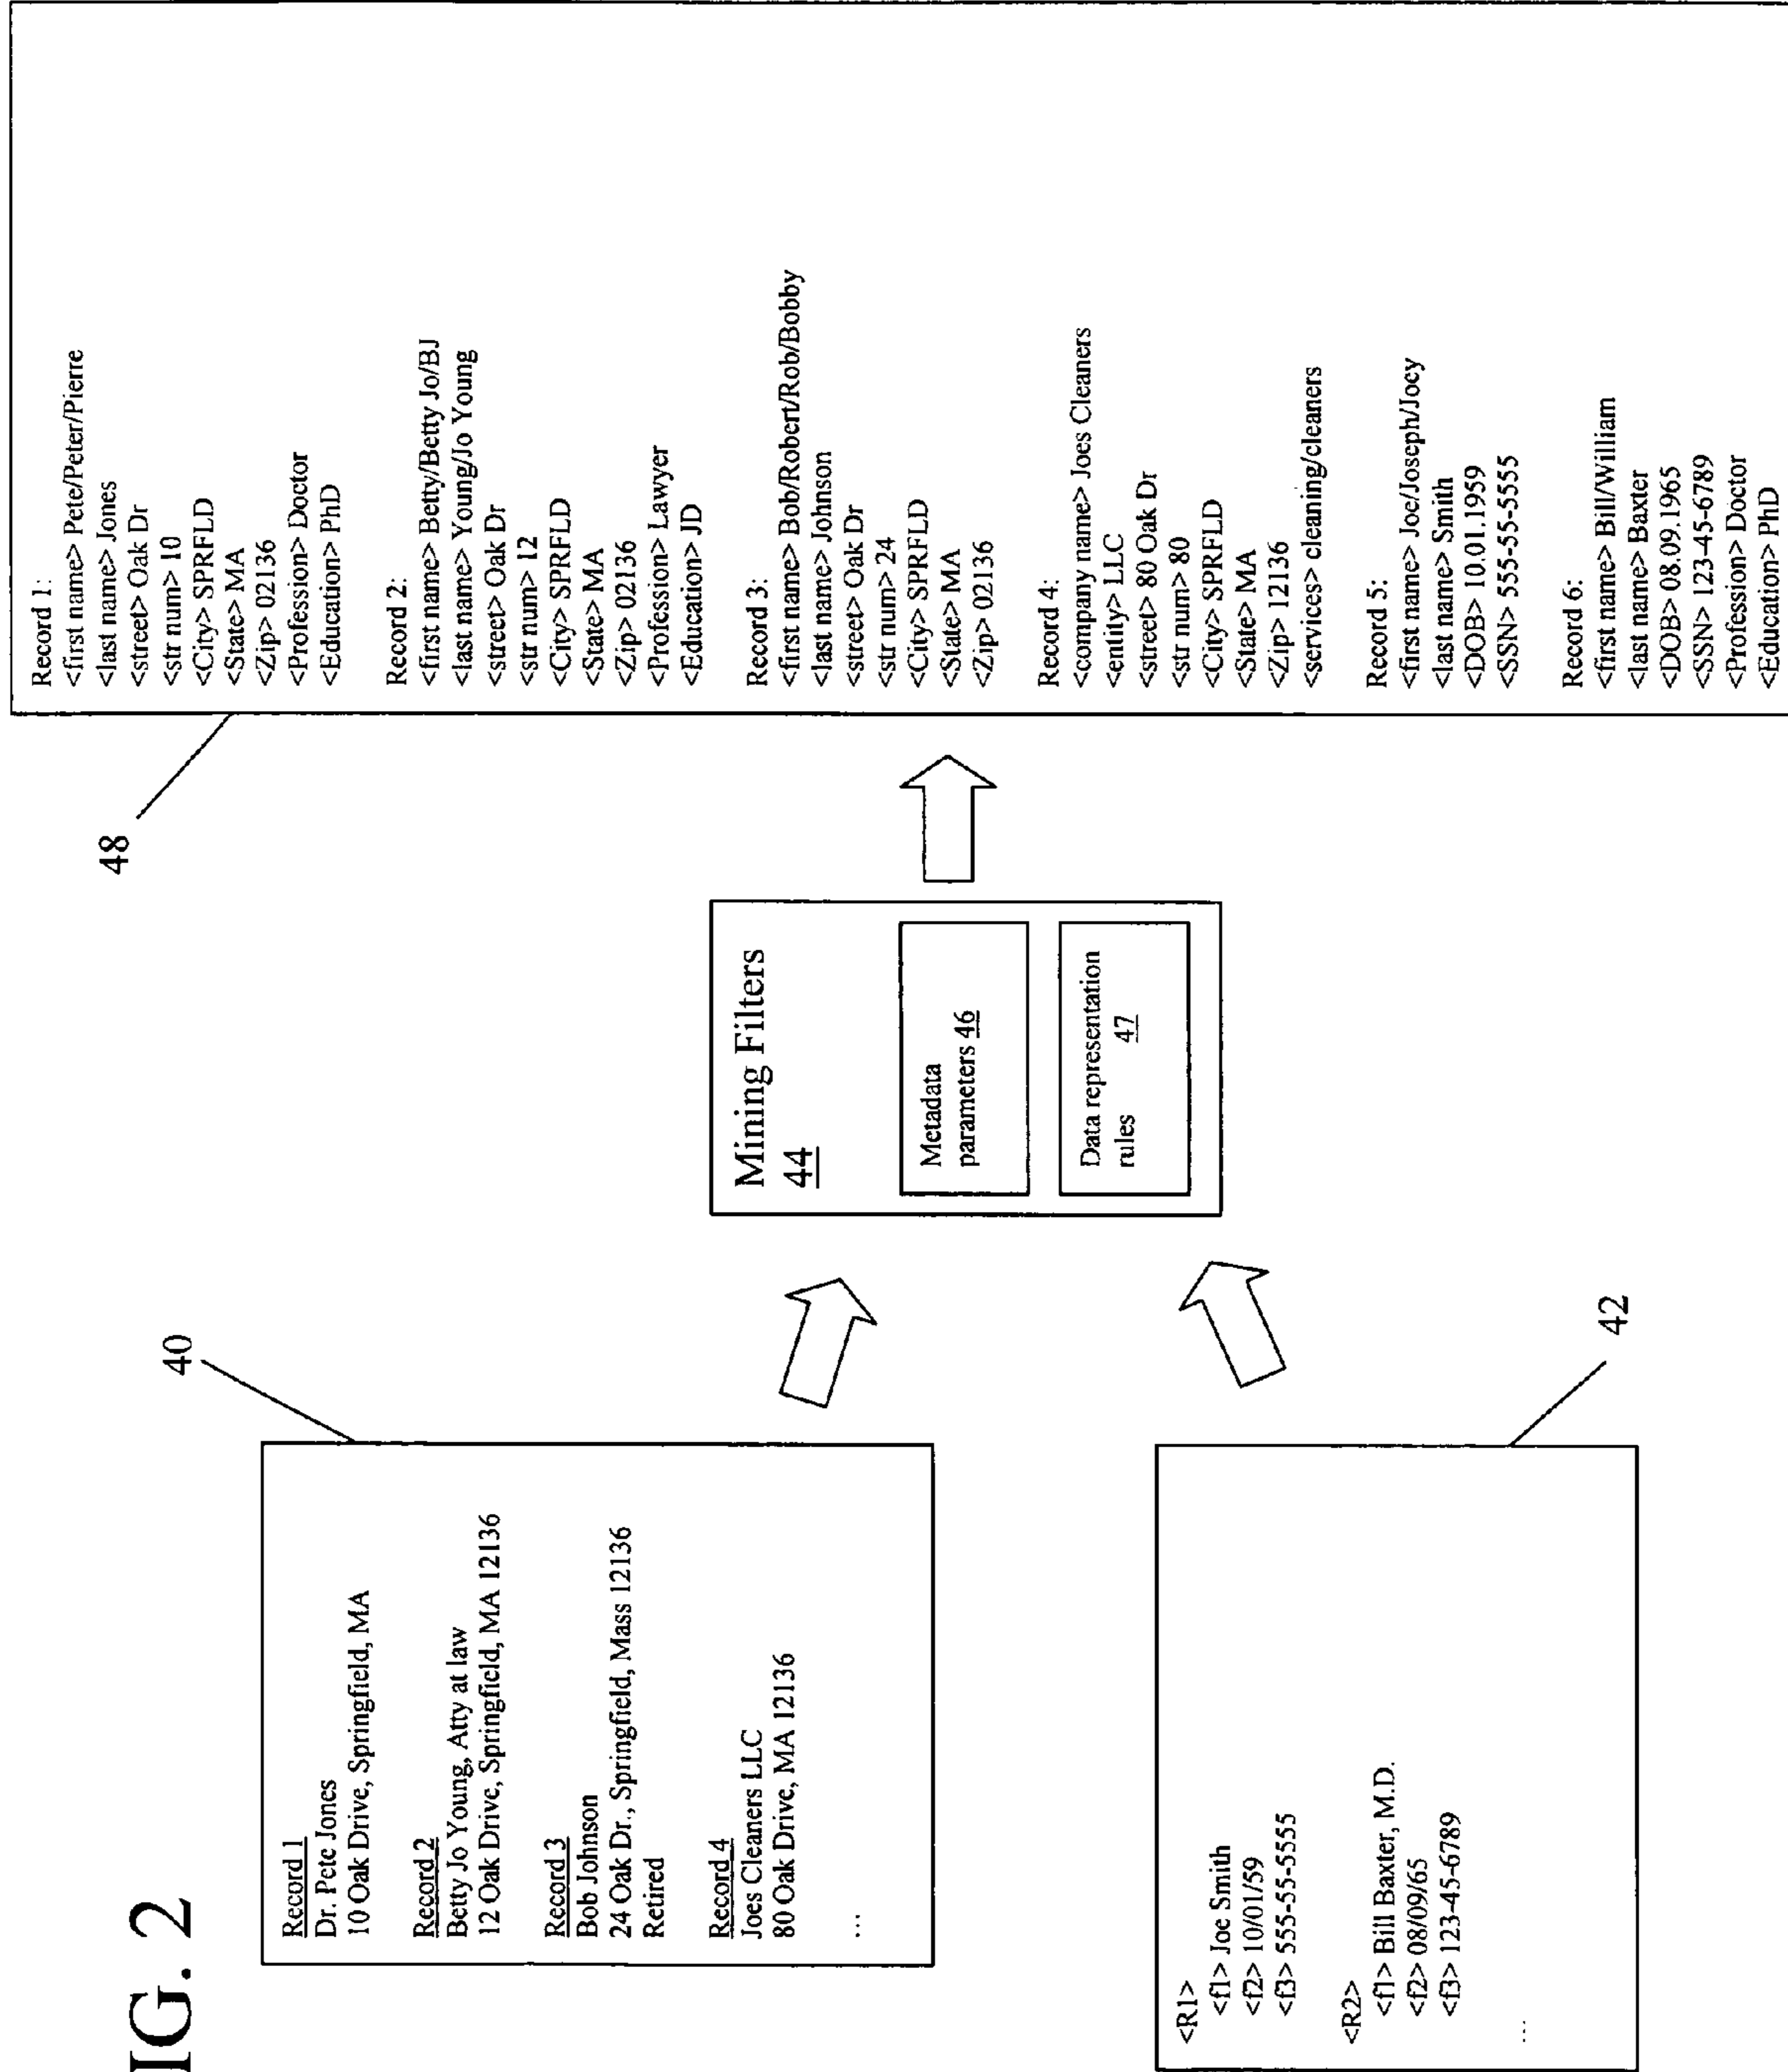 IG. 2
40
Record 1
Dr. Pete Jones
10 Oak Drive, Springfield, MA
Record 2
Betty Jo Young, Atty at law
12 Oak Drive, Springfield, MA 12136
Record 3
Bob Johnson
24 Oak Dr., Springfield, Mass 12136
Retired
Record 4
Joes Cleaners LLC
80 Oak Drive, MA 12136
...
42
<R1>
<f1> Joe Smith
<f2> 10/01/59
<f3> 555-55-5555
<R2>
<f1> Bill Baxter, M.D.
<f2> 08/09/65
<f3> 123-45-6789
...
Mining Filters
44
Metadata
parameters 46
Data representation
rules 47
48
Record 1:
<first name> Pete/Peter/Pierre
<last name> Jones
<street> Oak Dr
<str num> 10
<City> SPRFLD
<State> MA
<Zip> 02136
<Profession> Doctor
<Education> PhD
Record 2:
<first name> Betty/Betty Jo/BJ
<last name> Young/Jo Young
<street> Oak Dr
<str num> 12
<City> SPRFLD
<State> MA
<Zip> 02136
<Profession> Lawyer
<Education> JD
Record 3:
<first name> Bob/Robert/Rob/Bobby
<last name> Johnson
<street> Oak Dr
<str num> 24
<City> SPRFLD
<State> MA
<Zip> 02136
Record 4:
<company name> Joes Cleaners
<entity> LLC
<street> 80 Oak Dr
<str num> 80
<City> SPRFLD
<State> MA
<Zip> 12136
<services> cleaning/cleaners
Record 5:
<first name> Joe/Joseph/Joey
<last name> Smith
<DOB> 10.01.1959
<SSN> 555-55-5555
Record 6:
<first name> Bill/William
<last name> Baxter
<DOB> 08.09.1965
<SSN> 123-45-6789
<Profession> Doctor
<Education> PhD